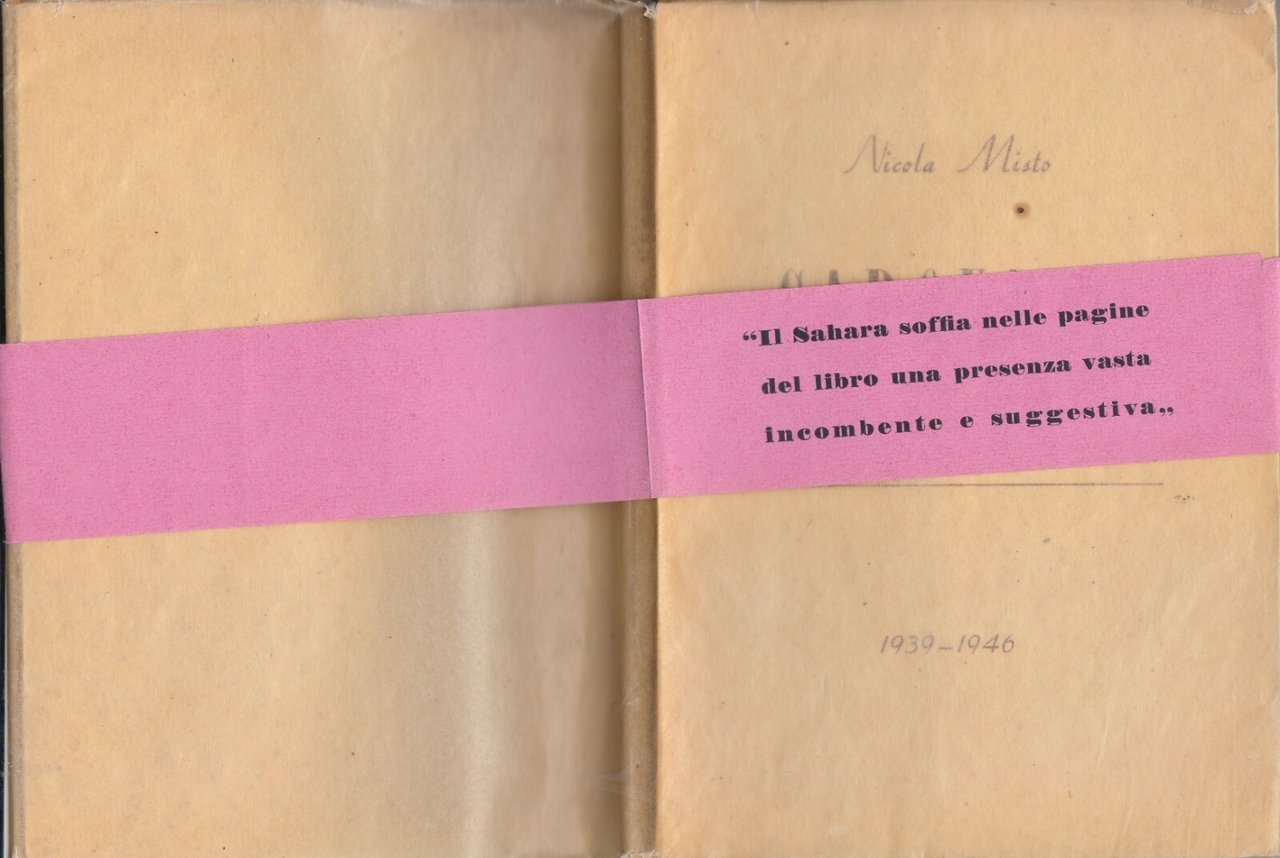 Nicola Misto
“Il Sahara soffia nelle pagine
del libro una presenza vasta
incombente e suggestiva„
1939-1946